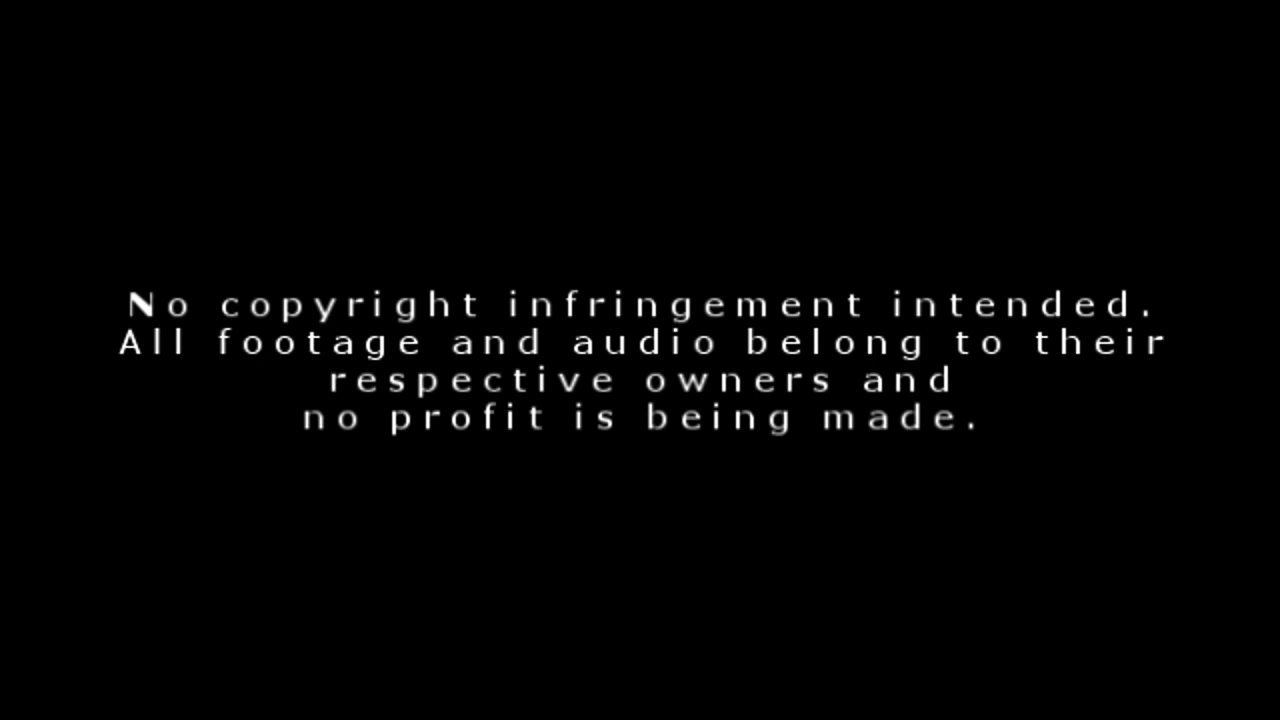 No copyright infringement intended.
All footage and audio belong to their
respective owners and
no profit is being made.